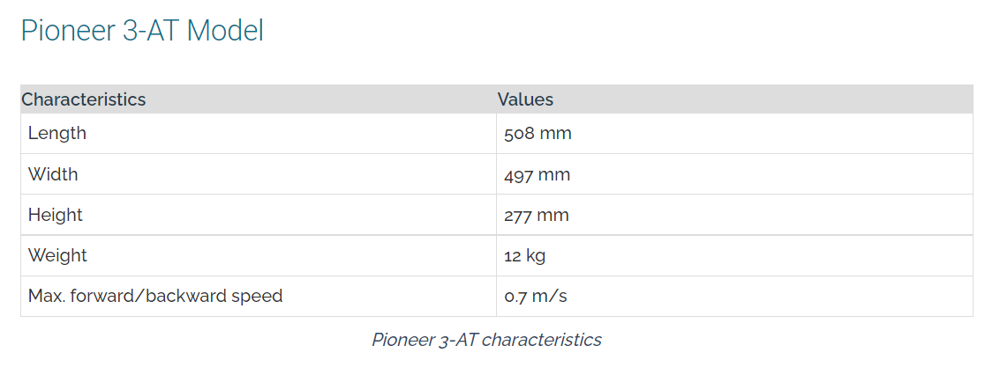 Pioneer 3-AT Model
Characteristics Values
Length 508 mm
Width 497 mm
Height 277 mm
Weight 12 kg
Max. forward/backward speed 0.7 m/s
Pioneer 3-AT characteristics